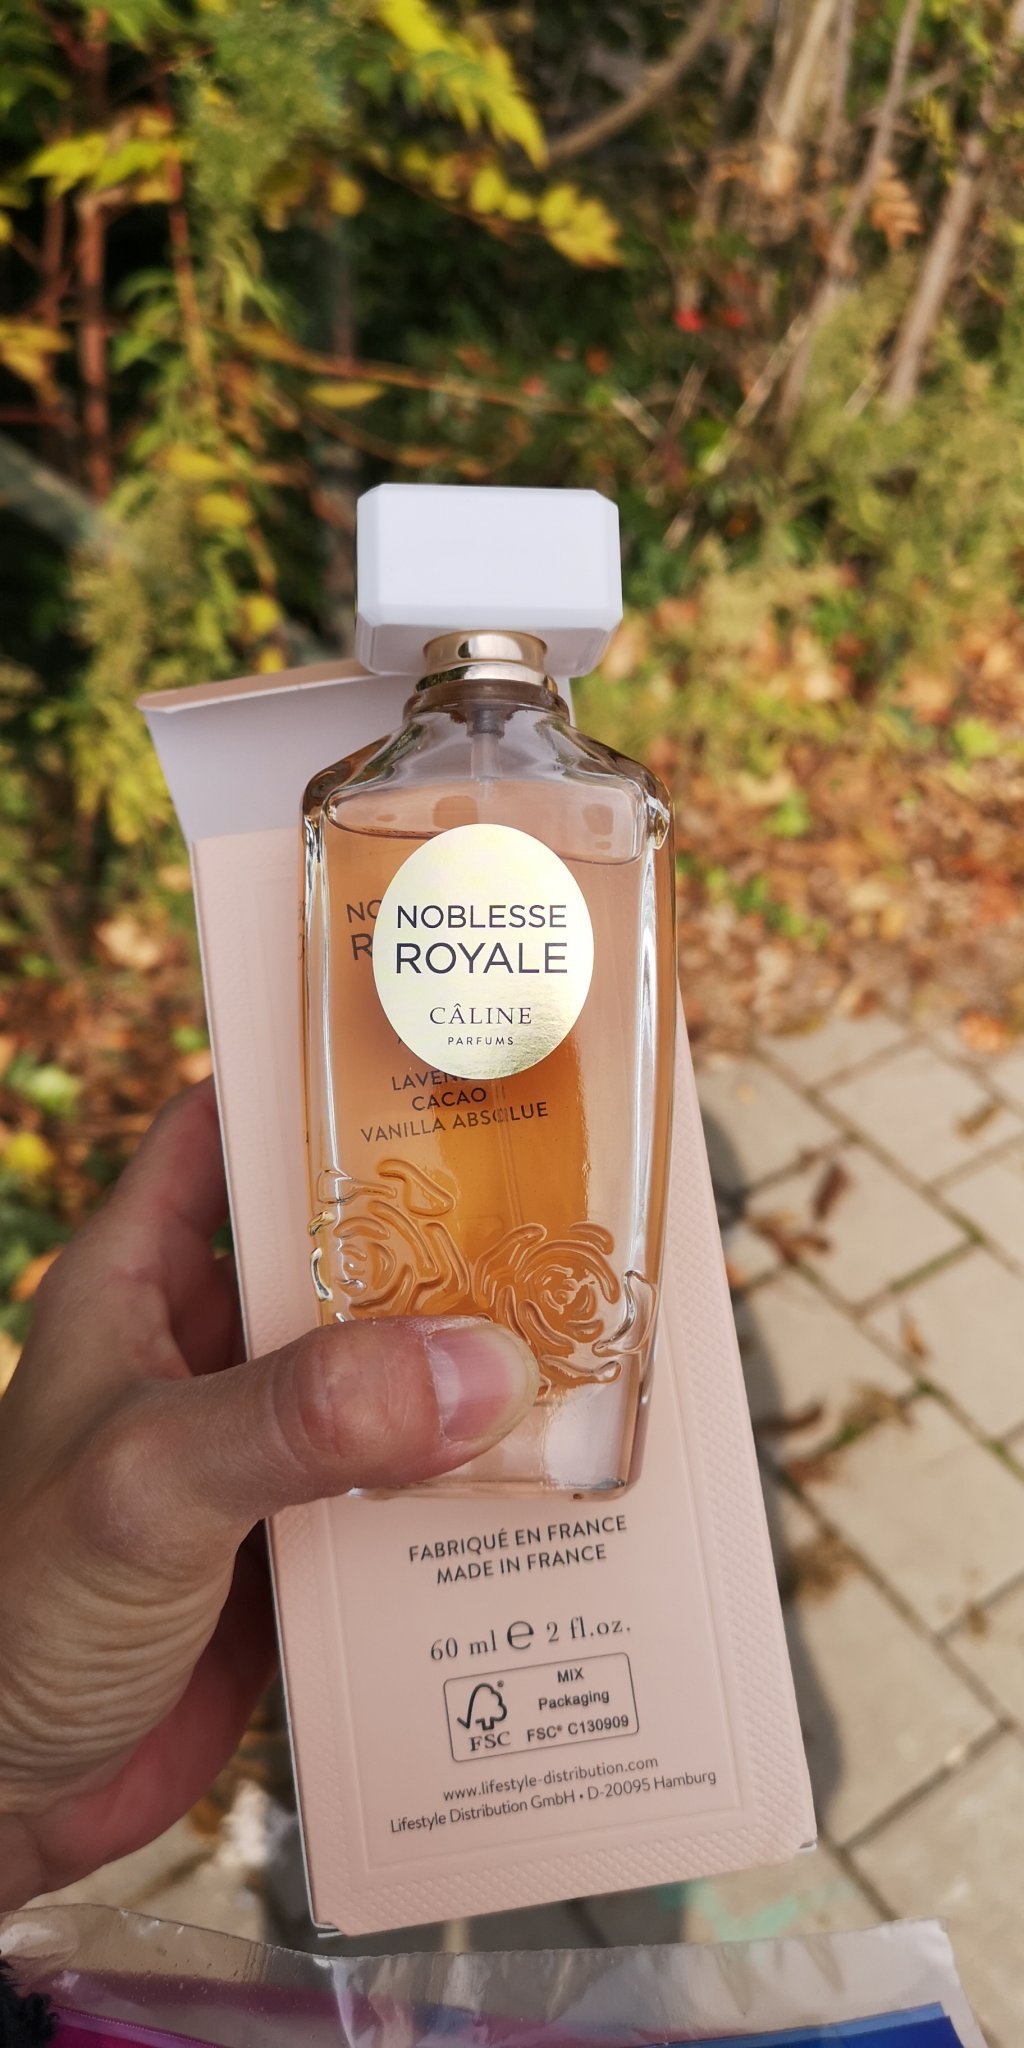 NOBLESSE
ROYALE
CÂLINE
PARFUMS
CACAO
VANILLA ABSOLUE
FABRIQUÉ EN FRANCE
MADE IN FRANCE
60 ml ℮ 2 fl.oz.
FSC®
MIX
Packaging
FSC® C130909
www.lifestyle-distribution.com
Lifestyle Distribution GmbH • D-20095 Hamburg